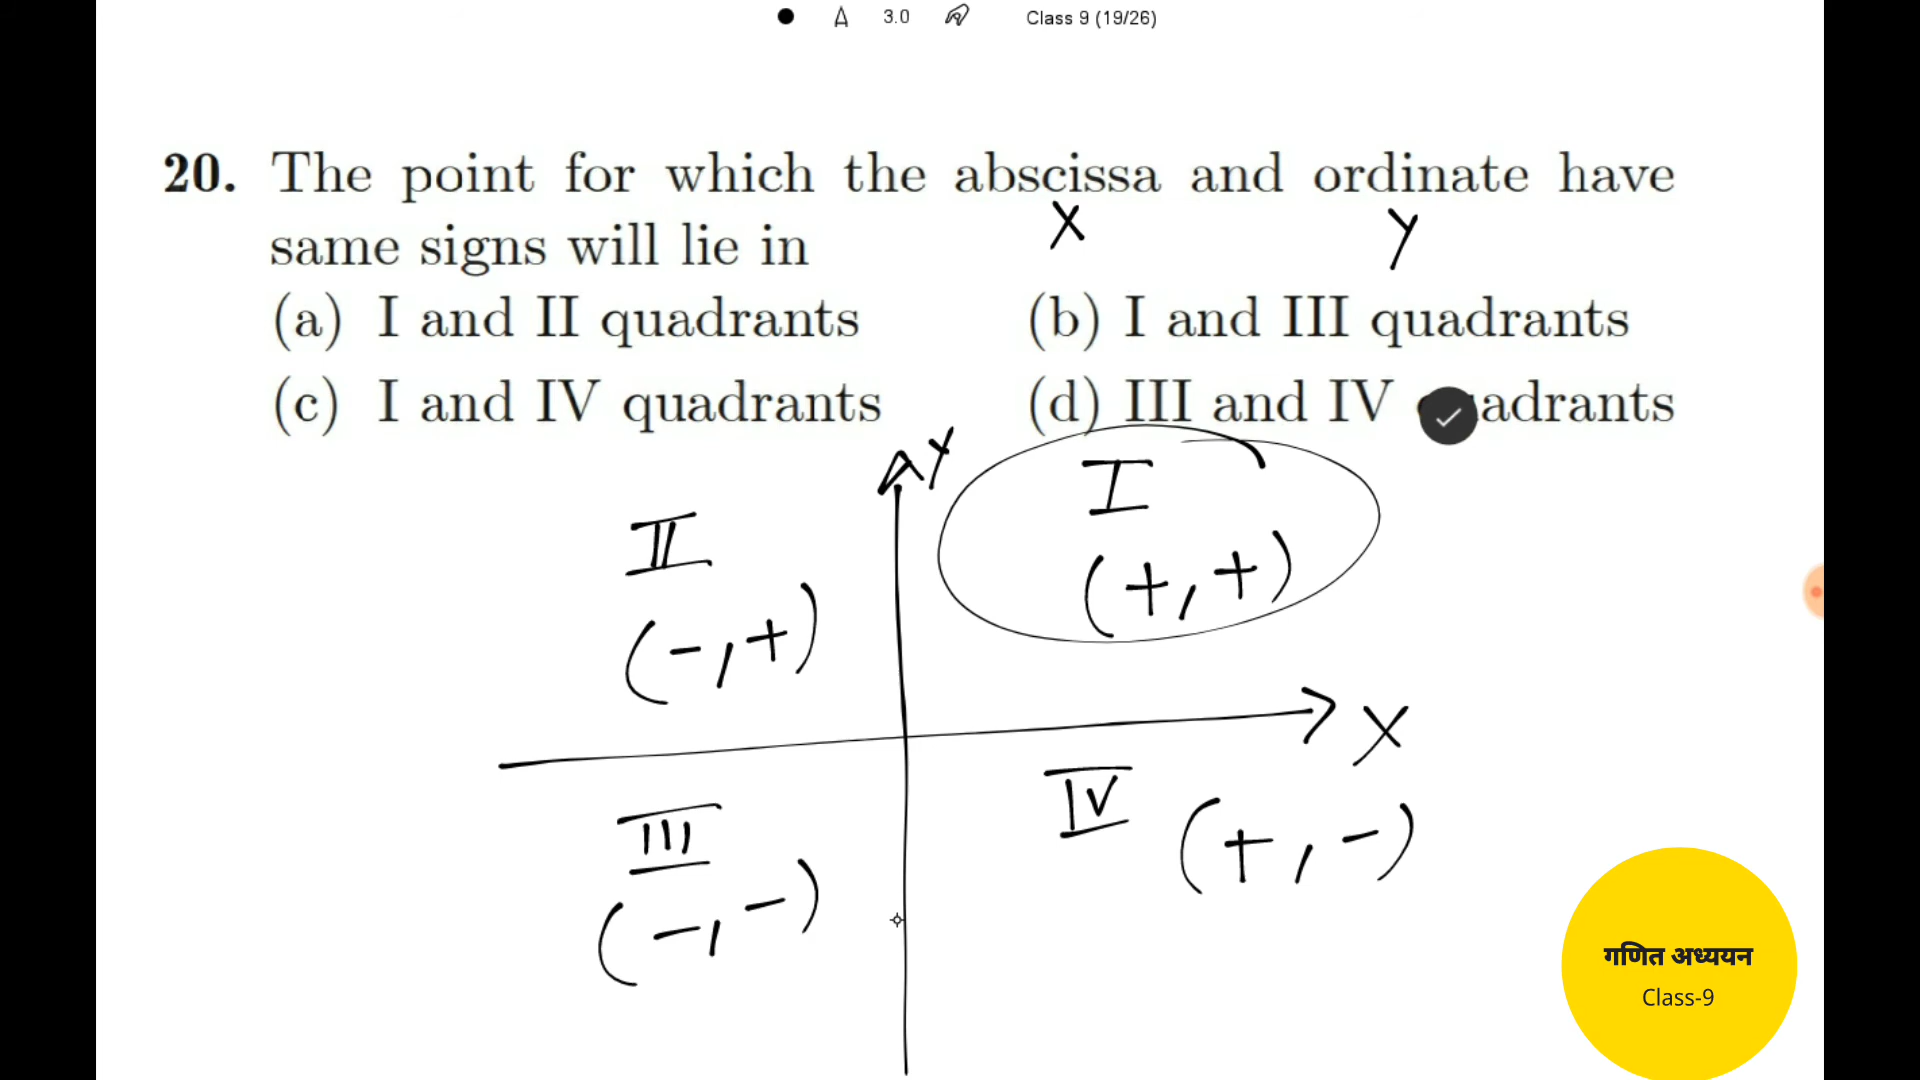 3.0 Class 9 (19/26)
20. The point for which the abscissa and ordinate have
X Y
same signs will lie in
(a) I and II quadrants (b) I and III quadrants
(c) I and IV quadrants (d) III and IV adrants
Y
I
II
(+,+)
(-,+)
X
IV
III
(+,-)
(-,-)
गणित अध्ययन
Class-9